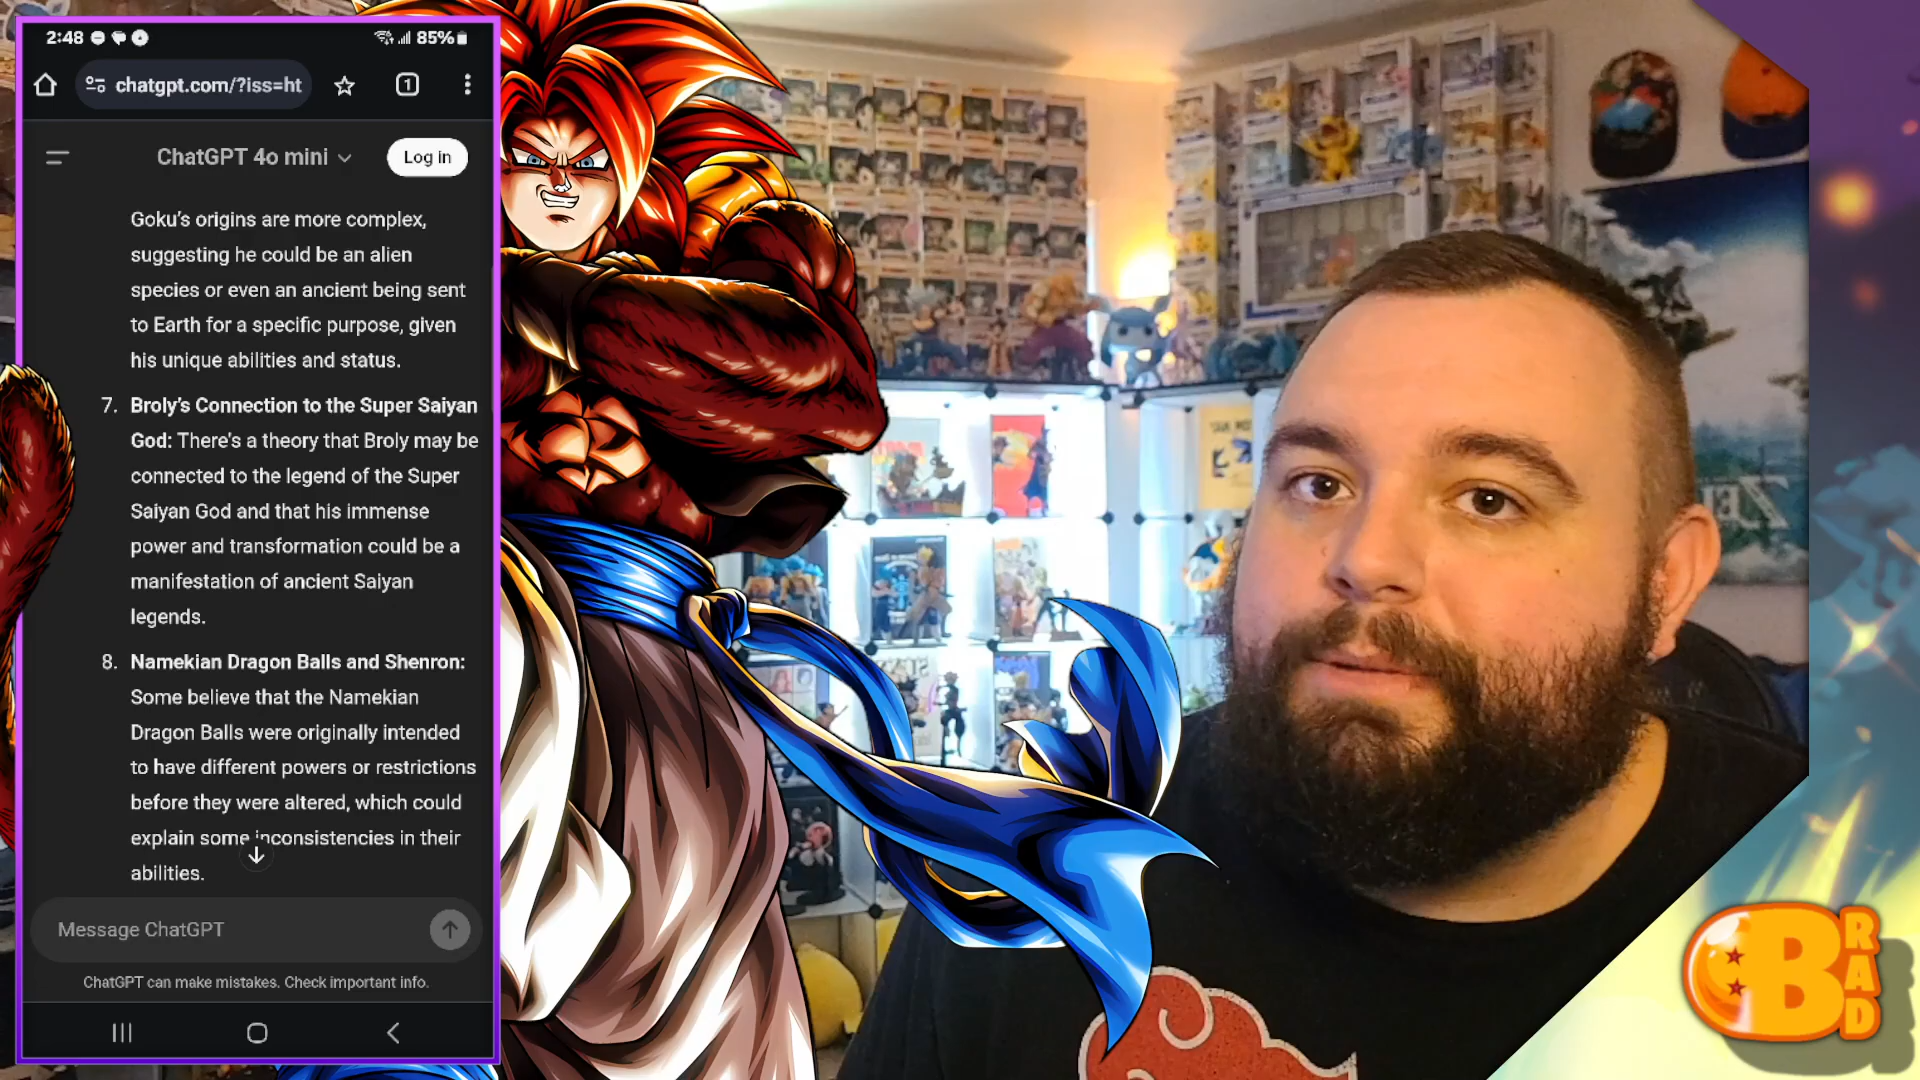 2:48
85%
chatgpt.com/?iss=ht
1
ChatGPT 4o mini
Log in
Goku's origins are more complex,
suggesting he could be an alien
species or even an ancient being sent
to Earth for a specific purpose, given
his unique abilities and status.
7. Broly's Connection to the Super Saiyan
God: There's a theory that Broly may be
connected to the legend of the Super
Saiyan God and that his immense
power and transformation could be a
manifestation of ancient Saiyan
legends.
8. Namekian Dragon Balls and Shenron:
Some believe that the Namekian
Dragon Balls were originally intended
to have different powers or restrictions
before they were altered, which could
explain some inconsistencies in their
abilities.
Message ChatGPT
ChatGPT can make mistakes. Check important info.
BRAD